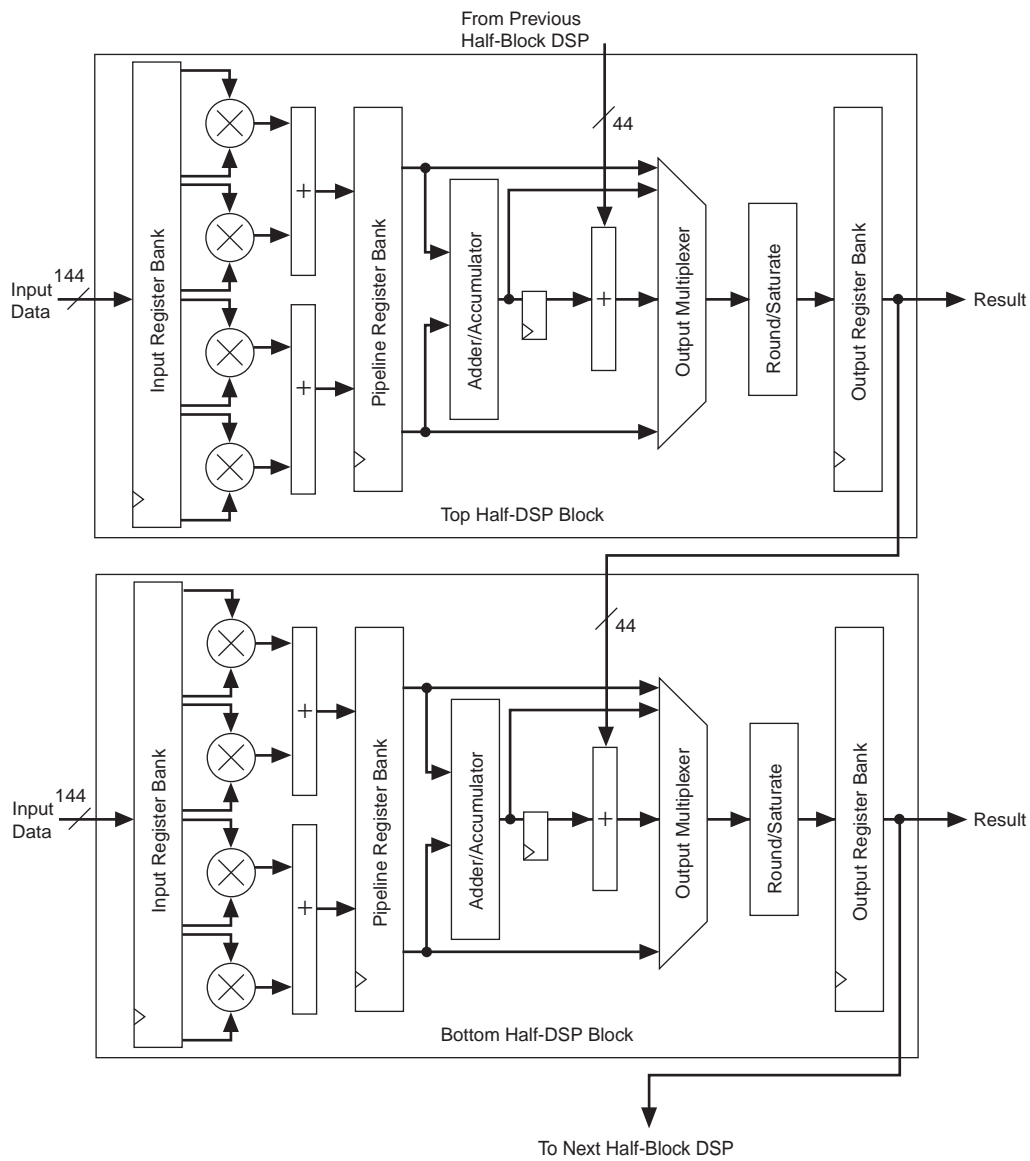 From Previous
Half-Block DSP
44
144
Input
Data
Input Register Bank
+
+
Pipeline Register Bank
Adder/Accumulator
+
Output Multiplexer
Round/Saturate
Output Register Bank
Result
Top Half-DSP Block
44
144
Input
Data
Input Register Bank
+
+
Pipeline Register Bank
Adder/Accumulator
+
Output Multiplexer
Round/Saturate
Output Register Bank
Result
Bottom Half-DSP Block
To Next Half-Block DSP